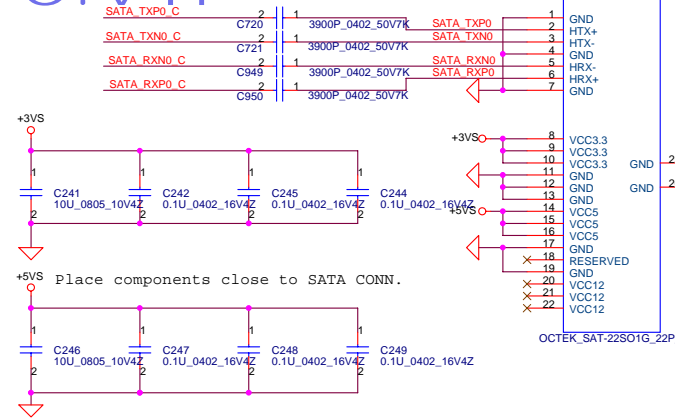 SATA_TXP0_C 2 1 SATA_TXP0
C720 3900P_0402_50V7K
SATA_TXN0_C 2 1 SATA_TXN0
C721 3900P_0402_50V7K
SATA_RXN0_C 2 1 SATA_RXN0
C949 3900P_0402_50V7K
SATA_RXP0_C 2 1 SATA_RXP0
C950 3900P_0402_50V7K
1 GND
2 HTX+
3 HTX-
4 GND
5 HRX-
6 HRX+
7 GND
+3VS
8 VCC3.3
9 VCC3.3
10 VCC3.3
11 GND
12 GND
13 GND
+5VS
14 VCC5
15 VCC5
16 VCC5
17 GND
18 RESERVED
19 GND
20 VCC12
21 VCC12
22 VCC12
GND 2
GND 2
OCTEK_SAT-22SO1G_22P
+3VS
1 1 1 1
C241 C242 C245 C244
10U_0805_10V4Z 0.1U_0402_16V4Z 0.1U_0402_16V4Z 0.1U_0402_16V4Z
2 2 2 2
+5VS Place components close to SATA CONN.
1 1 1 1
C246 C247 C248 C249
10U_0805_10V4Z 0.1U_0402_16V4Z 0.1U_0402_16V4Z 0.1U_0402_16V4Z
2 2 2 2